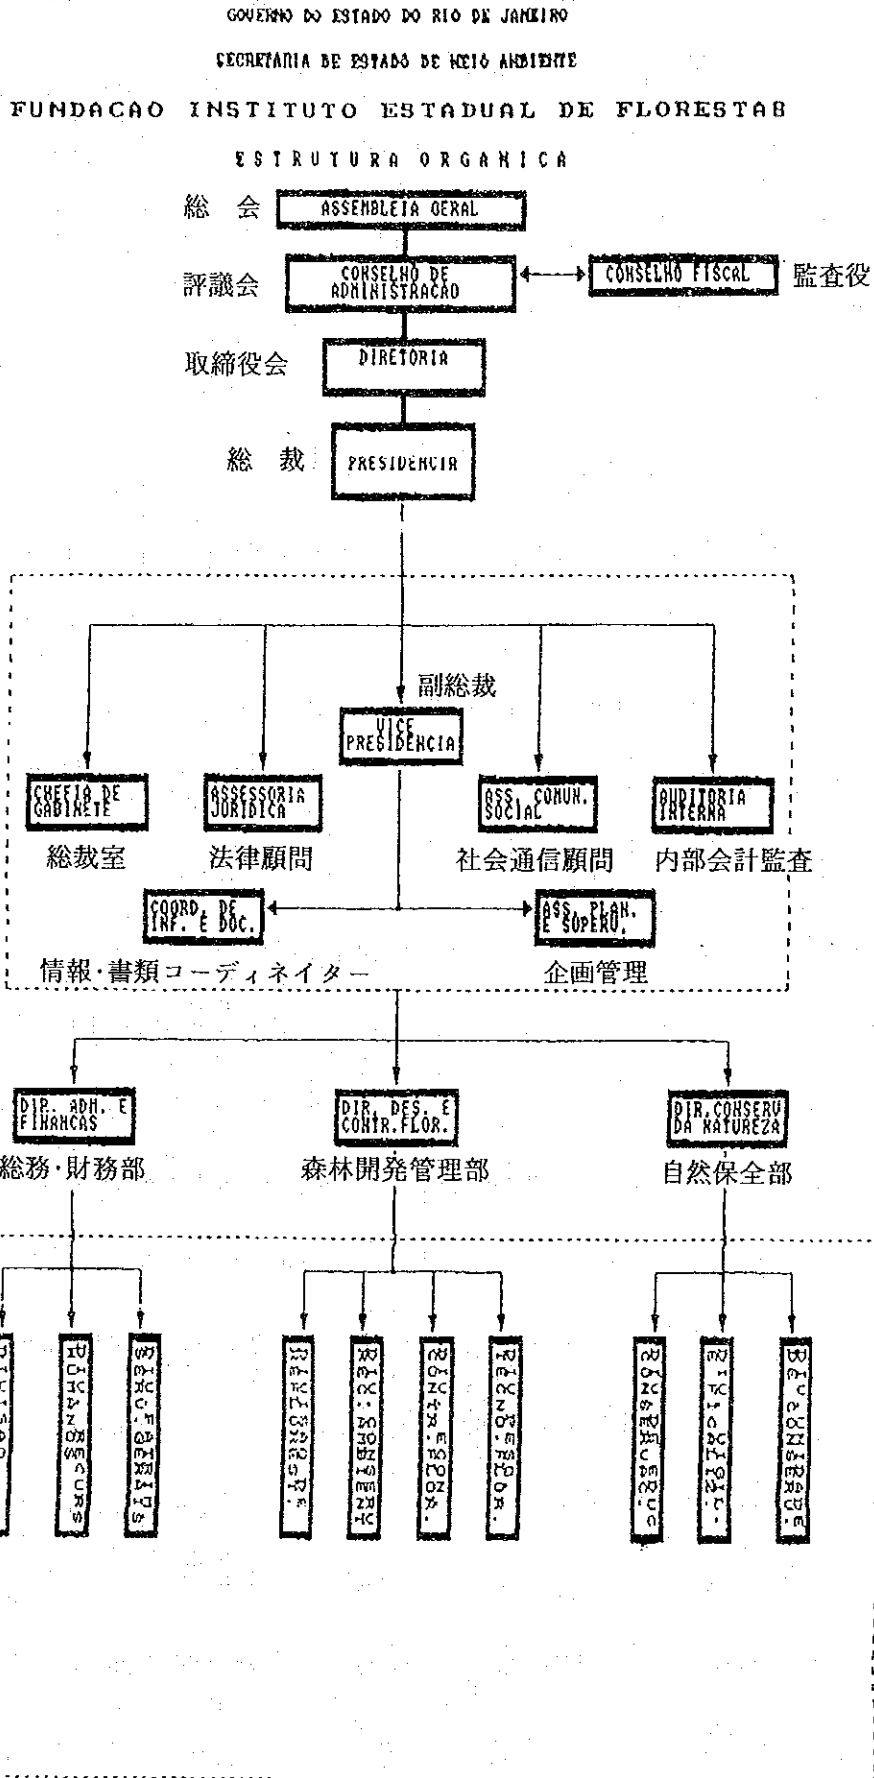 GOVERNO DO ESTADO DO RIO DE JANEIRO
SECRETARIA DE ESTADO DE MEIO AMBIENTE
FUNDACAO INSTITUTO ESTADUAL DE FLORESTAS
ESTRUTURA ORGANICA
総会
ASSEMBLEIA GERAL
評議会
CONSELHO DE
ADMINISTRACAO
CONSELHO FISCAL
監査役
取締役会
DIRETORIA
総裁
PRESIDENCIA
副総裁
VICE
PRESIDENCIA
CHEFIA DE
GABINETE
ASSESSORIA
JURIDICA
ASS. COMUN.
SOCIAL
AUDITORIA
INTERNA
総裁室
法律顧問
社会通信顧問
内部会計監査
COORD. DE
INF. E DOC.
ASS. PLAN.
E SUPERV.
情報・書類コーディネイター
企画管理
DIR. ADM. E
FINANCAS
DIR. DES. E
CONTR.FLOR.
DIR.CONSERV
DA NATUREZA
総務・財務部
森林開発管理部
自然保全部
DIV. RECURS
HUMANOS
SERV. GERAIS